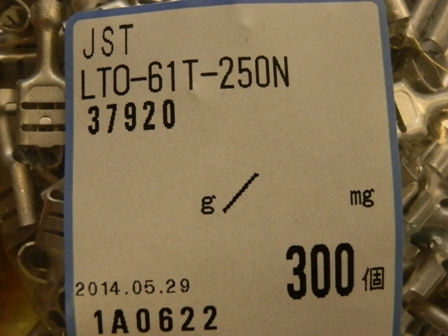 JST
LTO-61T-250N
37920
g／ mg
300個
2014.05.29
1A0622